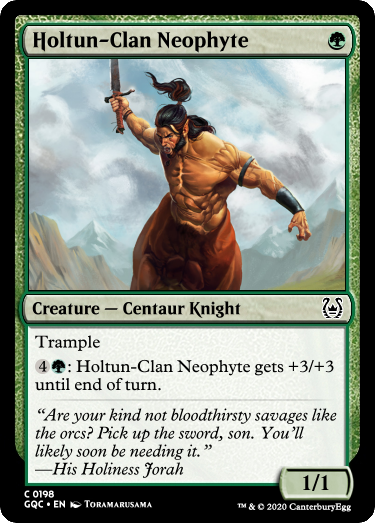 Holtun-Clan Neophyte
Creature — Centaur Knight
Trample
4: Holtun-Clan Neophyte gets +3/+3
until end of turn.
“Are your kind not bloodthirsty savages like
the orcs? Pick up the sword, son. You’ll
likely soon be needing it.”
—His Holiness Jorah
1/1
C 0198
GQC • EN Toramarusama
™ & © 2020 CanterburyEgg